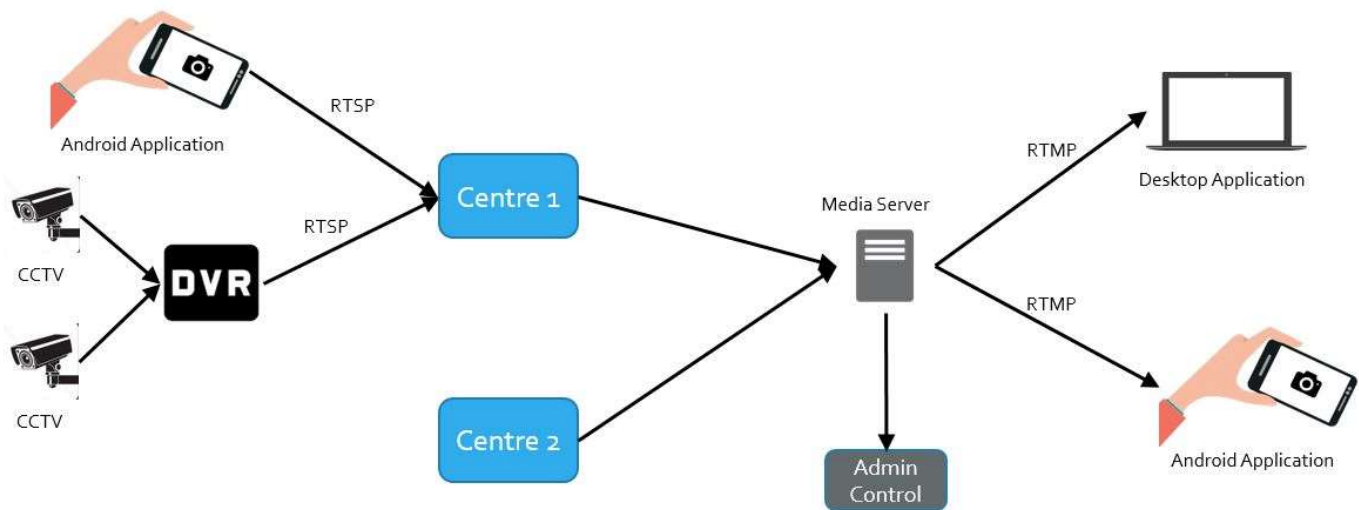 RTSP
Android Application
RTMP
Desktop Application
Centre 1
Media Server
RTSP
CCTV
DVR
RTMP
CCTV
Centre 2
Admin
Control
Android Application